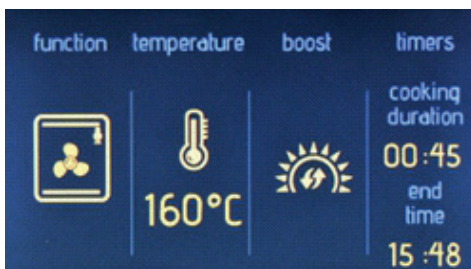 function temperature boost timers
cooking
duration
00:45
160°C
end
time
15:48